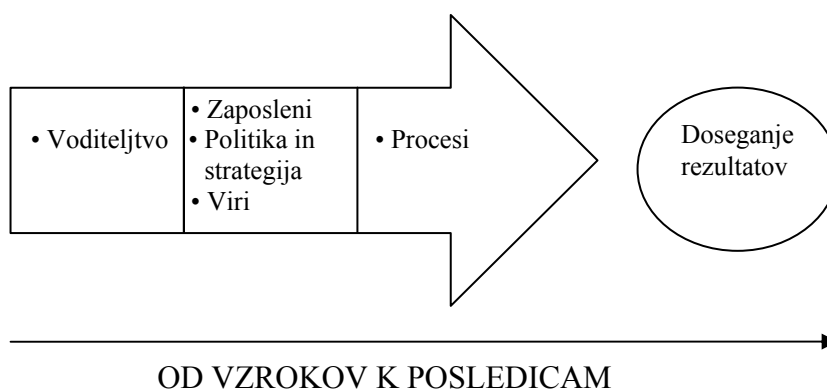 • Voditeljtvo
• Zaposleni
• Politika in
strategija
• Viri
• Procesi
Doseganje
rezultatov
OD VZROKOV K POSLEDICAM